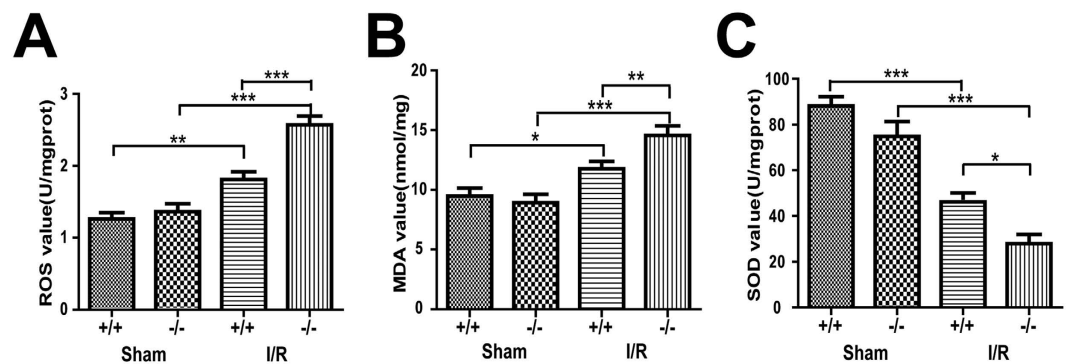 A
ROS value(U/mgprot)
3
2
1
0
***
***
**
+/+ -/- +/+ -/-
Sham I/R
B
MDA value(nmol/mg)
20
15
10
5
0
**
***
*
+/+ -/- +/+ -/-
Sham I/R
C
SOD value(U/mgprot)
100
80
60
40
20
0
***
***
*
+/+ -/- +/+ -/-
Sham I/R